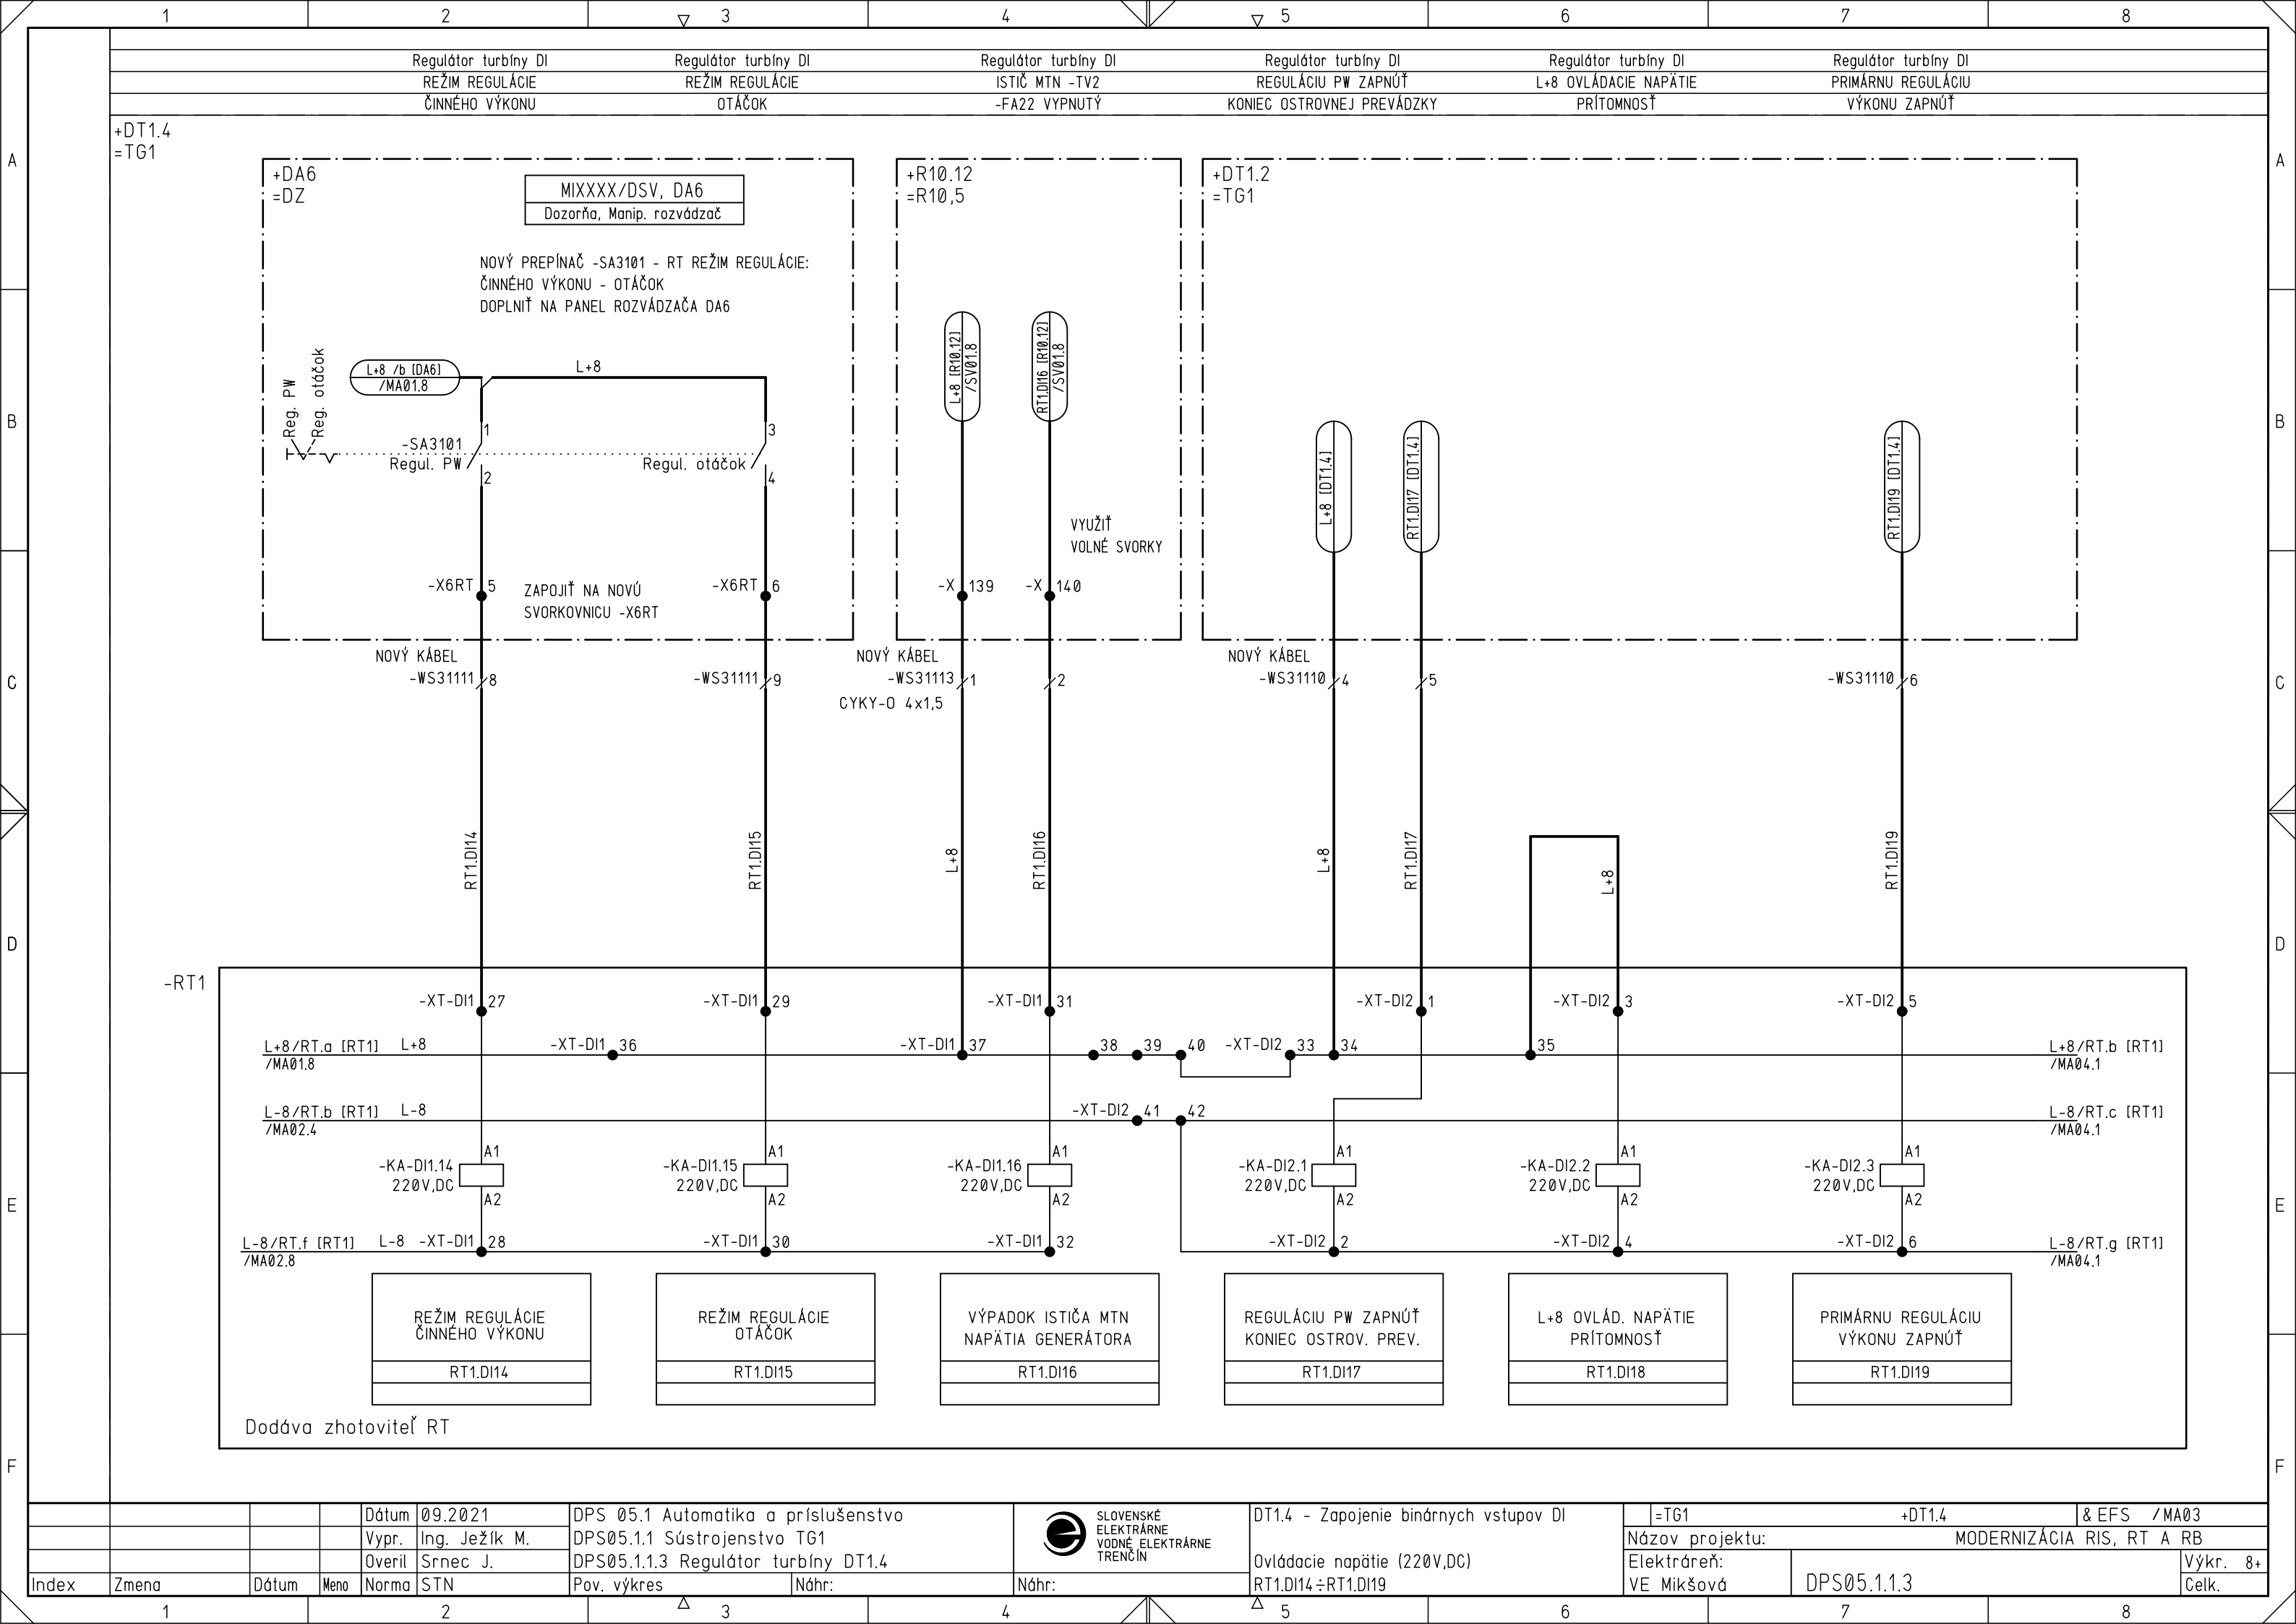 1 2 3 4 5 6 7 8
Regulátor turbíny DI Regulátor turbíny DI Regulátor turbíny DI Regulátor turbíny DI Regulátor turbíny DI Regulátor turbíny DI
REŽIM REGULÁCIE REŽIM REGULÁCIE ISTIČ MTN -TV2 REGULÁCIU PW ZAPNÚŤ L+8 OVLÁDACIE NAPÄTIE PRIMÁRNU REGULÁCIU
ČINNÉHO VÝKONU OTÁČOK -FA22 VYPNUTÝ KONIEC OSTROVNEJ PREVÁDZKY PRÍTOMNOSŤ VÝKONU ZAPNÚŤ
+DT1.4
=TG1
A A
+DA6
=DZ
MIXXXX/DSV, DA6
Dozorňa, Manip. rozvádzač
+R10.12
=R10,5
+DT1.2
=TG1
NOVÝ PREPÍNAČ -SA3101 - RT REŽIM REGULÁCIE:
ČINNÉHO VÝKONU - OTÁČOK
DOPLNIŤ NA PANEL ROZVÁDZAČA DA6
L+8 /b [DA6]
/MA01.8
L+8
L+8 [R10.12]
/SV01.8
RT1.DI16 [R10.12]
/SV01.8
Reg. PW
Reg. otáčok
B B
-SA3101
Regul. PW
1
2
Regul. otáčok
3
4
L+8 [DT1.4]
RT1.DI17 [DT1.4]
RT1.DI19 [DT1.4]
VYUŽIŤ
VOLNÉ SVORKY
-X6RT 5
ZAPOJIŤ NA NOVÚ
SVORKOVNICU -X6RT
-X6RT 6
-X 139
-X 140
NOVÝ KÁBEL NOVÝ KÁBEL NOVÝ KÁBEL
C C
-WS31111 8 -WS31111 9 -WS31113 1 2 -WS31110 4 5 -WS31110 6
CYKY-O 4x1,5
RT1.DI14
RT1.DI15
L+8
RT1.DI16
L+8
RT1.DI17
L+8
RT1.DI19
D D
-RT1
-XT-DI1 27 -XT-DI1 29 -XT-DI1 31 -XT-DI2 1 -XT-DI2 3 -XT-DI2 5
L+8/RT.a [RT1] L+8 -XT-DI1 36 -XT-DI1 37 38 39 40 -XT-DI2 33 34 35 L+8/RT.b [RT1]
/MA01.8 /MA04.1
L-8/RT.b [RT1] L-8 -XT-DI2 41 42 L-8/RT.c [RT1]
/MA02.4 /MA04.1
A1 A1 A1 A1 A1 A1
-KA-DI1.14 -KA-DI1.15 -KA-DI1.16 -KA-DI2.1 -KA-DI2.2 -KA-DI2.3
220V,DC 220V,DC 220V,DC 220V,DC 220V,DC 220V,DC
A2 A2 A2 A2 A2 A2
E E
L-8/RT.f [RT1] L-8 -XT-DI1 28 -XT-DI1 30 -XT-DI1 32 -XT-DI2 2 -XT-DI2 4 -XT-DI2 6 L-8/RT.g [RT1]
/MA02.8 /MA04.1
REŽIM REGULÁCIE
ČINNÉHO VÝKONU
RT1.DI14
REŽIM REGULÁCIE
OTÁČOK
RT1.DI15
VÝPADOK ISTIČA MTN
NAPÄTIA GENERÁTORA
RT1.DI16
REGULÁCIU PW ZAPNÚŤ
KONIEC OSTROV. PREV.
RT1.DI17
L+8 OVLÁD. NAPÄTIE
PRÍTOMNOSŤ
RT1.DI18
PRIMÁRNU REGULÁCIU
VÝKONU ZAPNÚŤ
RT1.DI19
Dodáva zhotoviteľ RT
F F
Dátum 09.2021
Vypr. Ing. Ježík M.
Overil Srnec J.
Index Zmena Dátum Meno Norma STN
DPS 05.1 Automatika a príslušenstvo
DPS05.1.1 Sústrojenstvo TG1
DPS05.1.1.3 Regulátor turbíny DT1.4
Pov. výkres Náhr: Náhr:
SLOVENSKÉ
ELEKTRÁRNE
VODNÉ ELEKTRÁRNE
TRENČÍN
DT1.4 - Zapojenie binárnych vstupov DI
Ovládacie napätie (220V,DC)
RT1.DI14÷RT1.DI19
=TG1 +DT1.4 & EFS /MA03
Názov projektu: MODERNIZÁCIA RIS, RT A RB
Elektráreň:
VE Mikšová
DPS05.1.1.3
Výkr. 8+
Celk.
1 2 3 4 5 6 7 8